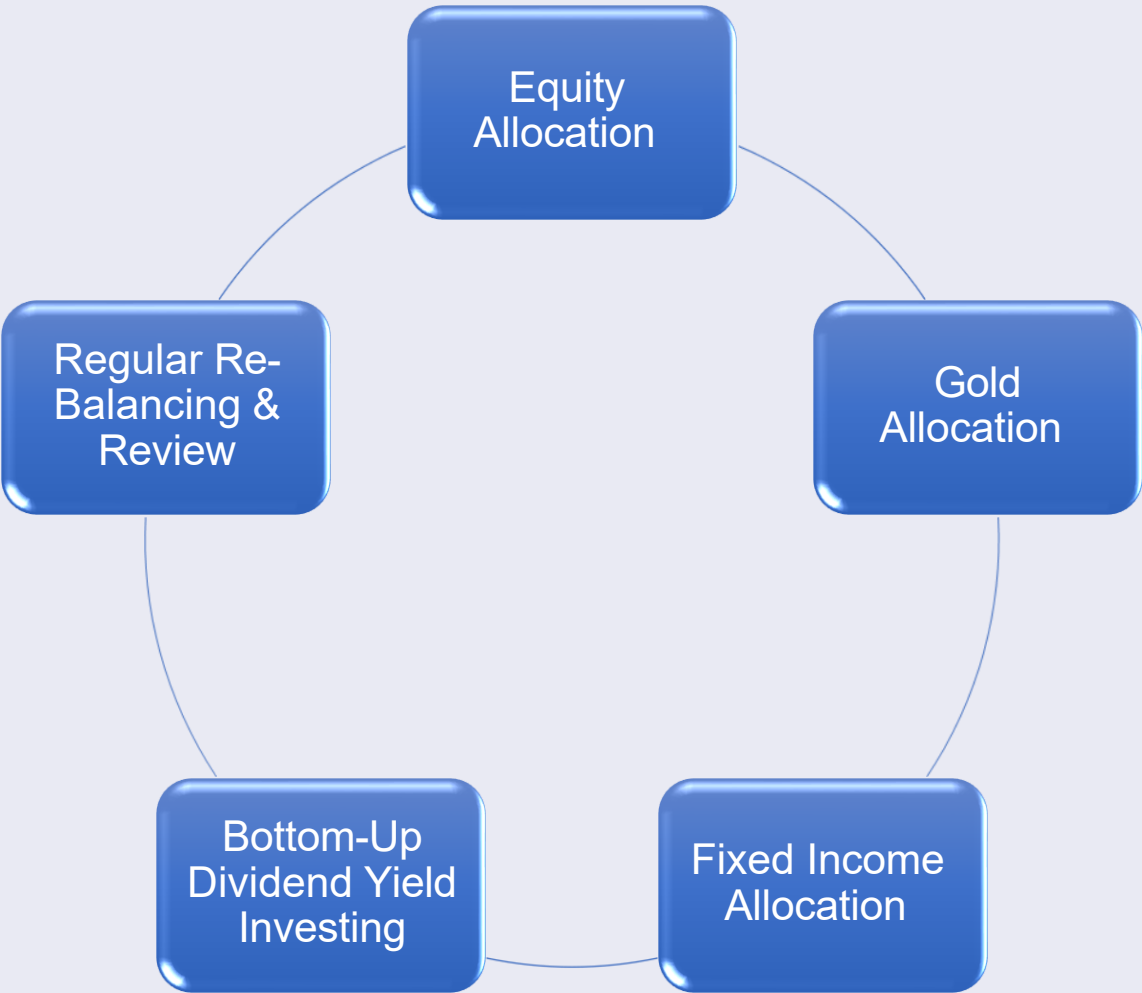 Equity
Allocation
Gold
Allocation
Fixed Income
Allocation
Bottom-Up
Dividend Yield
Investing
Regular Re-
Balancing &
Review